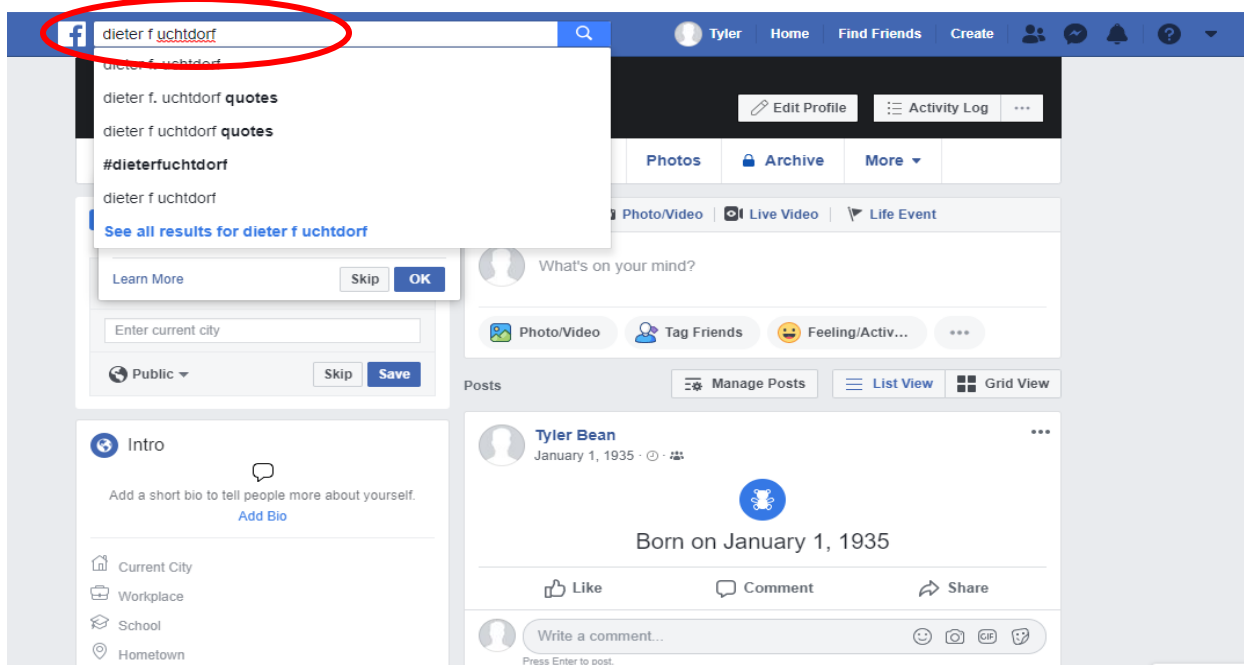 f dieter f uchtdorf Tyler Home Find Friends Create
dieter f. uchtdorf
dieter f. uchtdorf quotes
dieter f uchtdorf quotes
#dieterfuchtdorf
dieter f uchtdorf
See all results for dieter f uchtdorf
Edit Profile Activity Log ...
Photos Archive More
Photo/Video Live Video Life Event
What's on your mind?
Learn More Skip OK
Enter current city
Public Skip Save
Photo/Video Tag Friends Feeling/Activ... ...
Posts Manage Posts List View Grid View
Intro
Add a short bio to tell people more about yourself.
Add Bio
Current City
Workplace
School
Hometown
Tyler Bean
January 1, 1935 ·
Born on January 1, 1935
Like Comment Share
Write a comment... GIF
Press Enter to post.